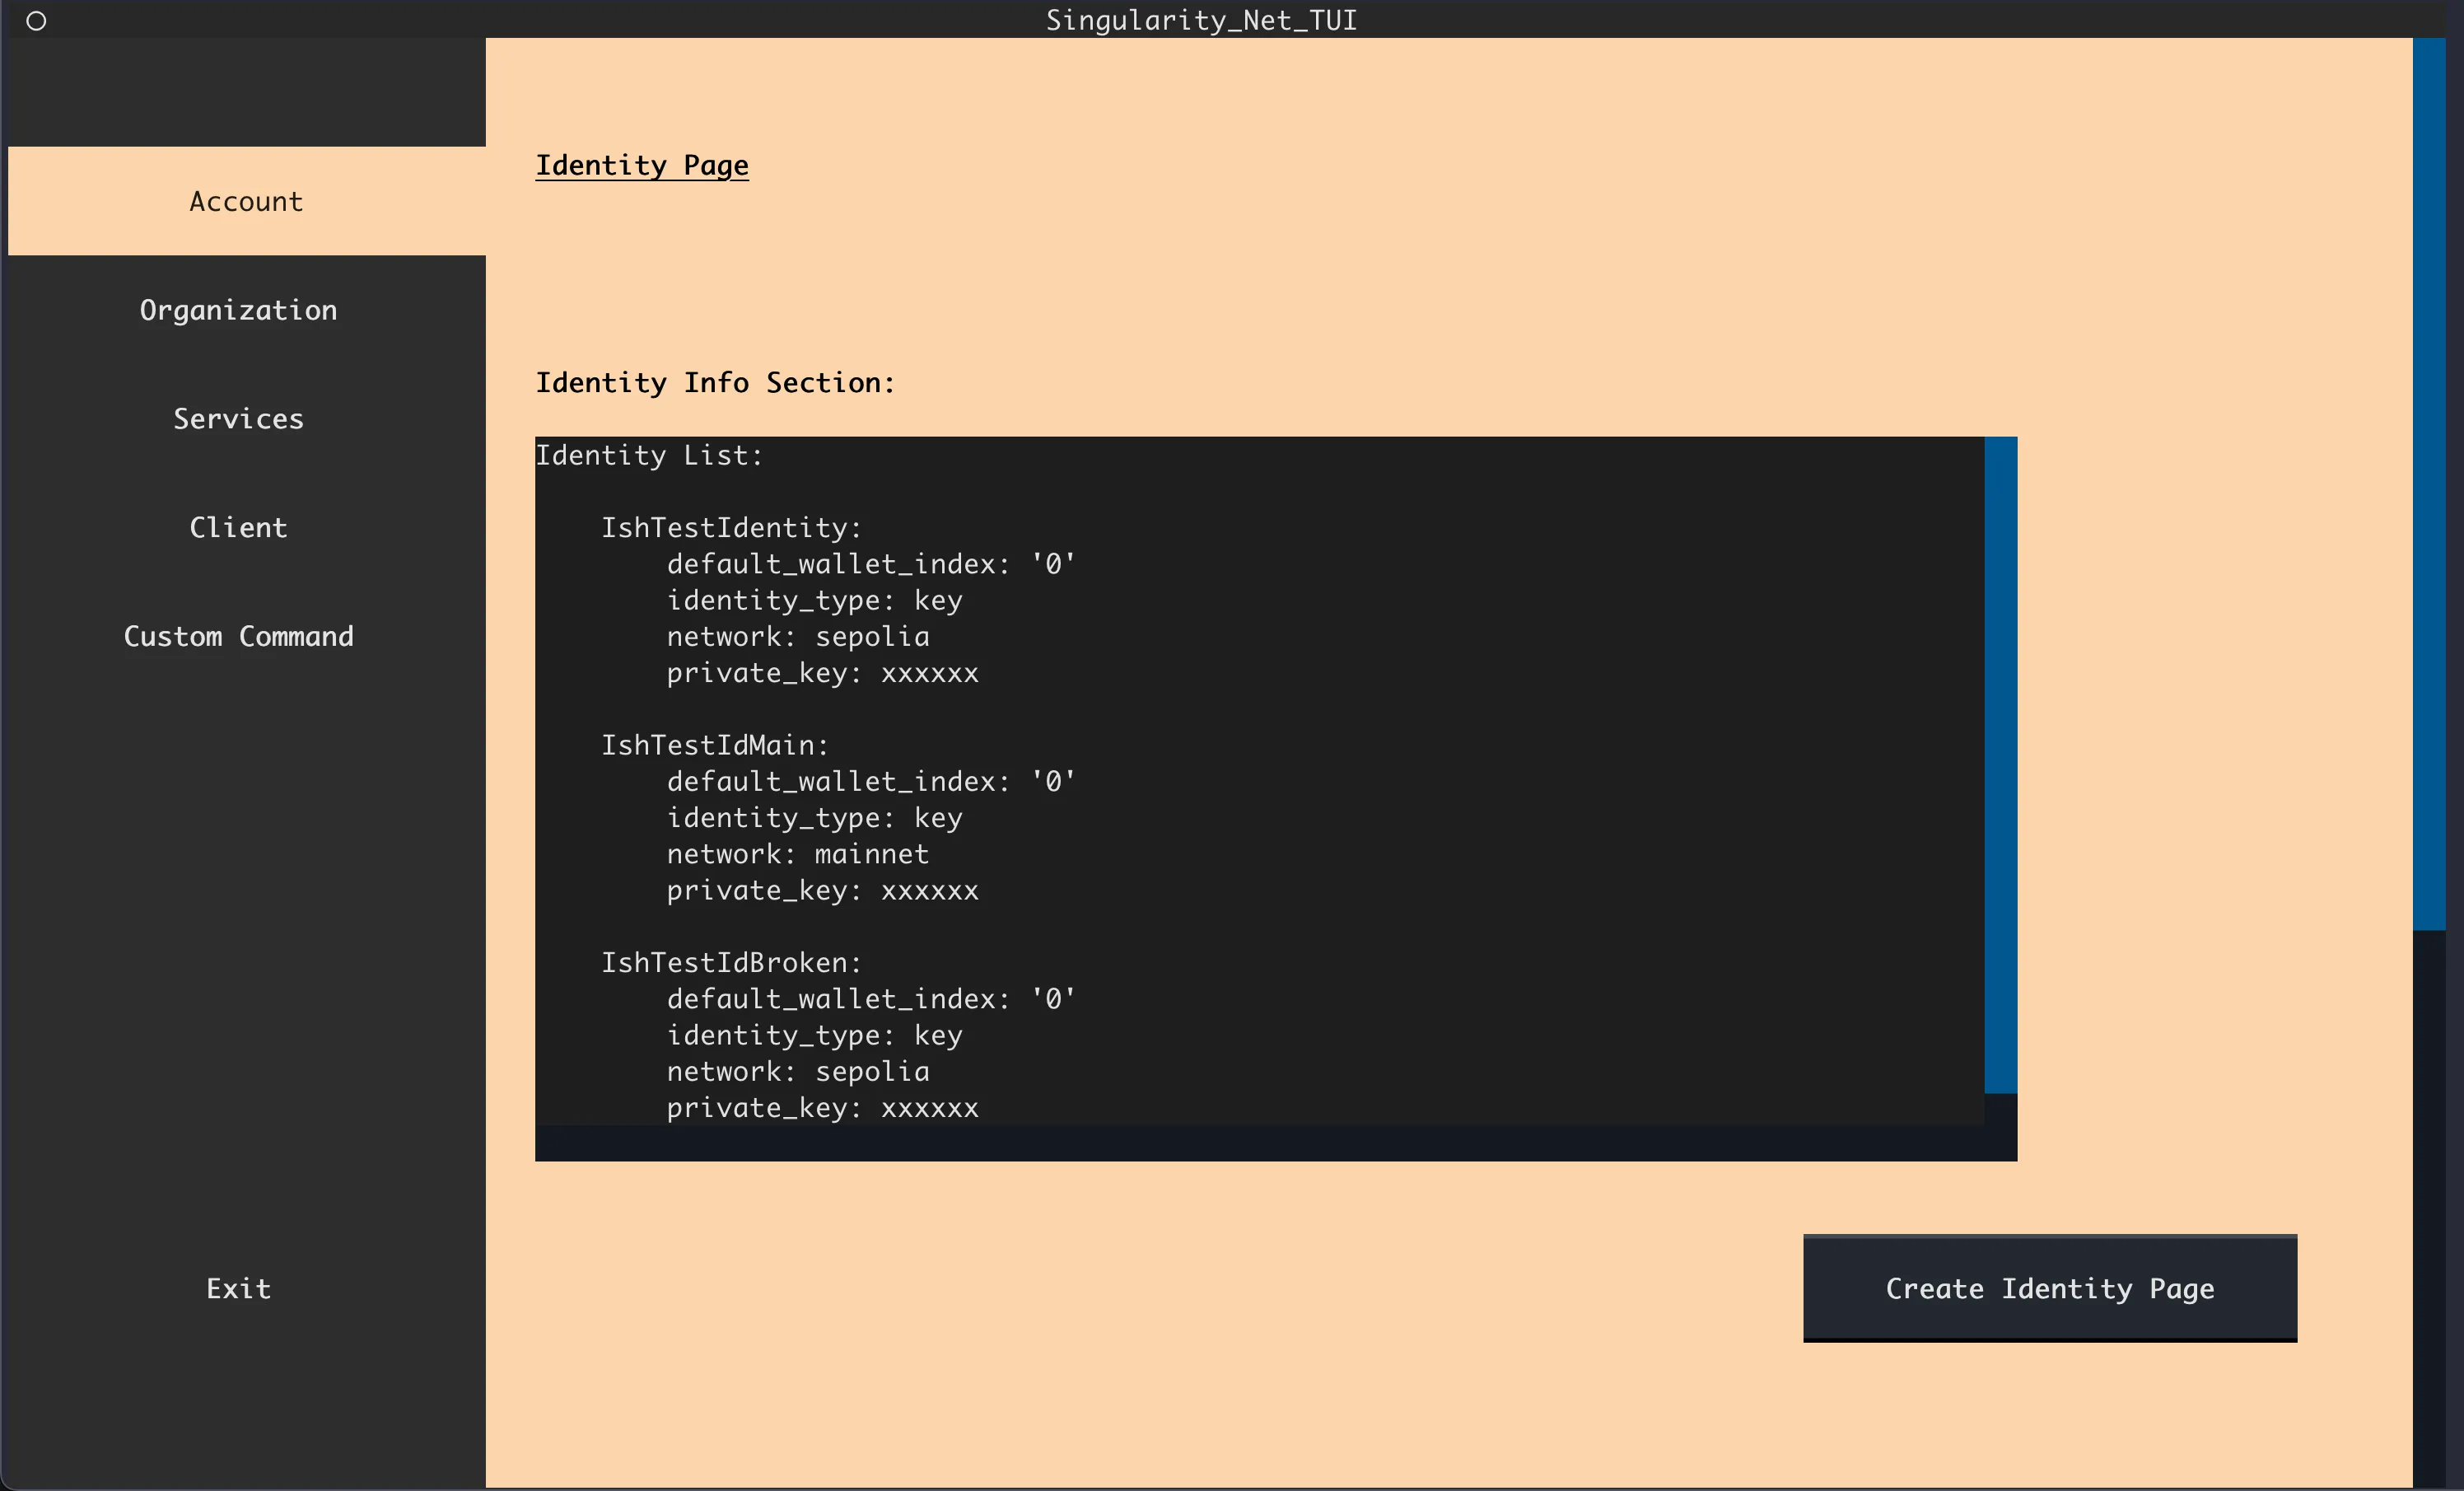 Singularity_Net_TUI
Account
Organization
Services
Client
Custom Command
Exit
Identity Page
Identity Info Section:
Identity List:
IshTestIdentity:
default_wallet_index: '0'
identity_type: key
network: sepolia
private_key: xxxxxx
IshTestIdMain:
default_wallet_index: '0'
identity_type: key
network: mainnet
private_key: xxxxxx
IshTestIdBroken:
default_wallet_index: '0'
identity_type: key
network: sepolia
private_key: xxxxxx
Create Identity Page